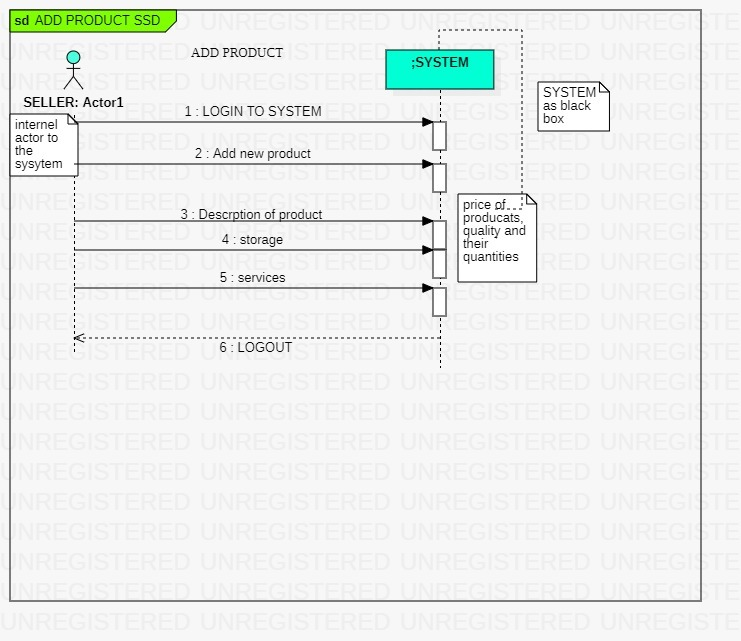 sd ADD PRODUCT SSD
ADD PRODUCT
;SYSTEM
SELLER: Actor1
SYSTEM
as black
box
internel
actor to
the
sysytem
1 : LOGIN TO SYSTEM
2 : Add new product
3 : Descrption of product
price of
producats,
quality and
their
quantities
4 : storage
5 : services
6 : LOGOUT
UNREGISTERED UNREGISTERED UNREGISTERED UNREGISTERED